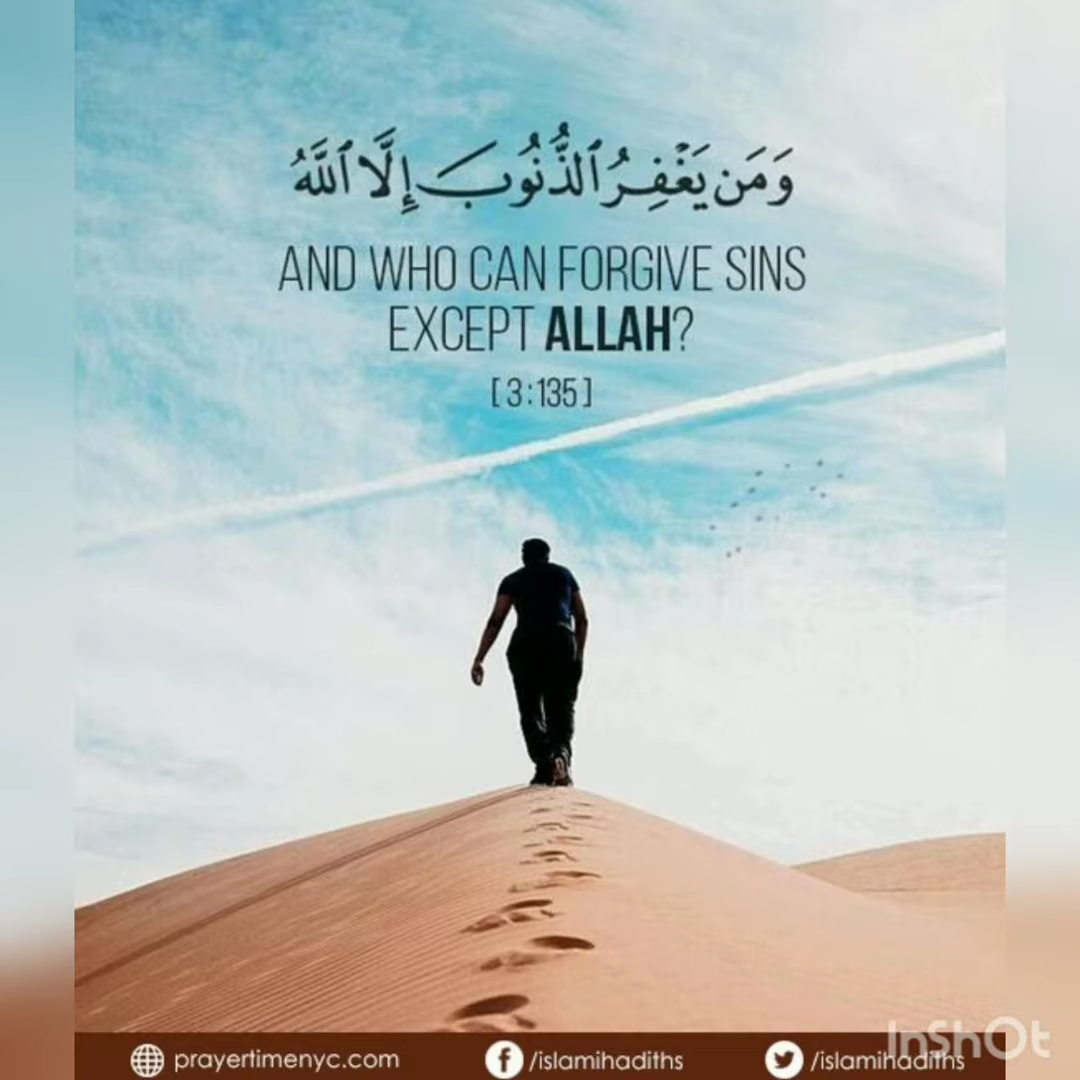 وَمَن يَغْفِرُ ٱلذُّنُوبَ إِلَّا ٱللَّهُ
AND WHO CAN FORGIVE SINS
EXCEPT ALLAH?
[3:135]
prayertimenyc.com /islamihadiths /islamihadiths
InShOt